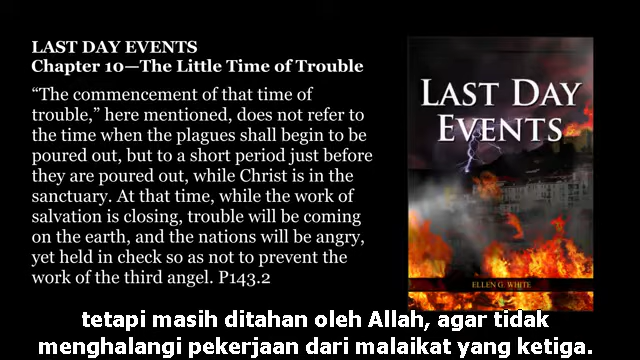 LAST DAY EVENTS
Chapter 10—The Little Time of Trouble
“The commencement of that time of
trouble,” here mentioned, does not refer to
the time when the plagues shall begin to be
poured out, but to a short period just before
they are poured out, while Christ is in the
sanctuary. At that time, while the work of
salvation is closing, trouble will be coming
on the earth, and the nations will be angry,
yet held in check so as not to prevent the
work of the third angel. P143.2
LAST DAY
EVENTS
ELLEN G. WHITE
tetapi masih ditahan oleh Allah, agar tidak
menghalangi pekerjaan dari malaikat yang ketiga.